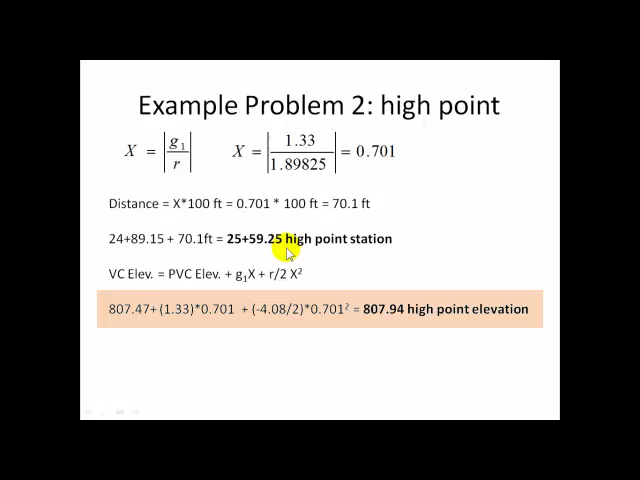 Example Problem 2: high point
X = |g₁/r| X = |1.33/1.89825| = 0.701
Distance = X*100 ft = 0.701 * 100 ft = 70.1 ft
24+89.15 + 70.1ft = 25+59.25 high point station
VC Elev. = PVC Elev. + g₁X + r/2 X²
807.47+ (1.33)*0.701 + (-4.08/2)*0.701² = 807.94 high point elevation